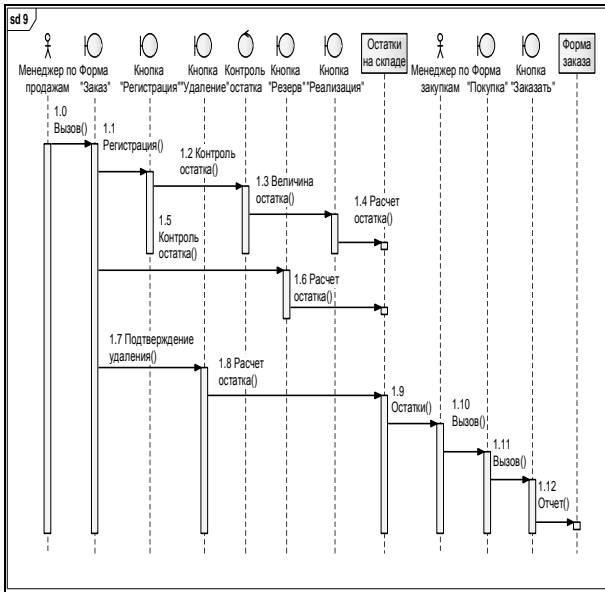 sd 9
Менеджер по Форма Кнопка Кнопка Контроль Кнопка Кнопка Остатки Менеджер по Форма Кнопка Форма
продажам "Заказ" "Регистрация" "Удаление" остатка "Резерв" "Реализация" на складе закупкам "Покупка" "Заказать" заказа
1.0
Вызов()
1.1
Регистрация()
1.2 Контроль
остатка()
1.3 Величина
остатка()
1.4 Расчет
остатка()
1.5
Контроль
остатка()
1.6 Расчет
остатка()
1.7 Подтверждение
удаления()
1.8 Расчет
остатка()
1.9
Остатки()
1.10
Вызов()
1.11
Вызов()
1.12
Отчет()